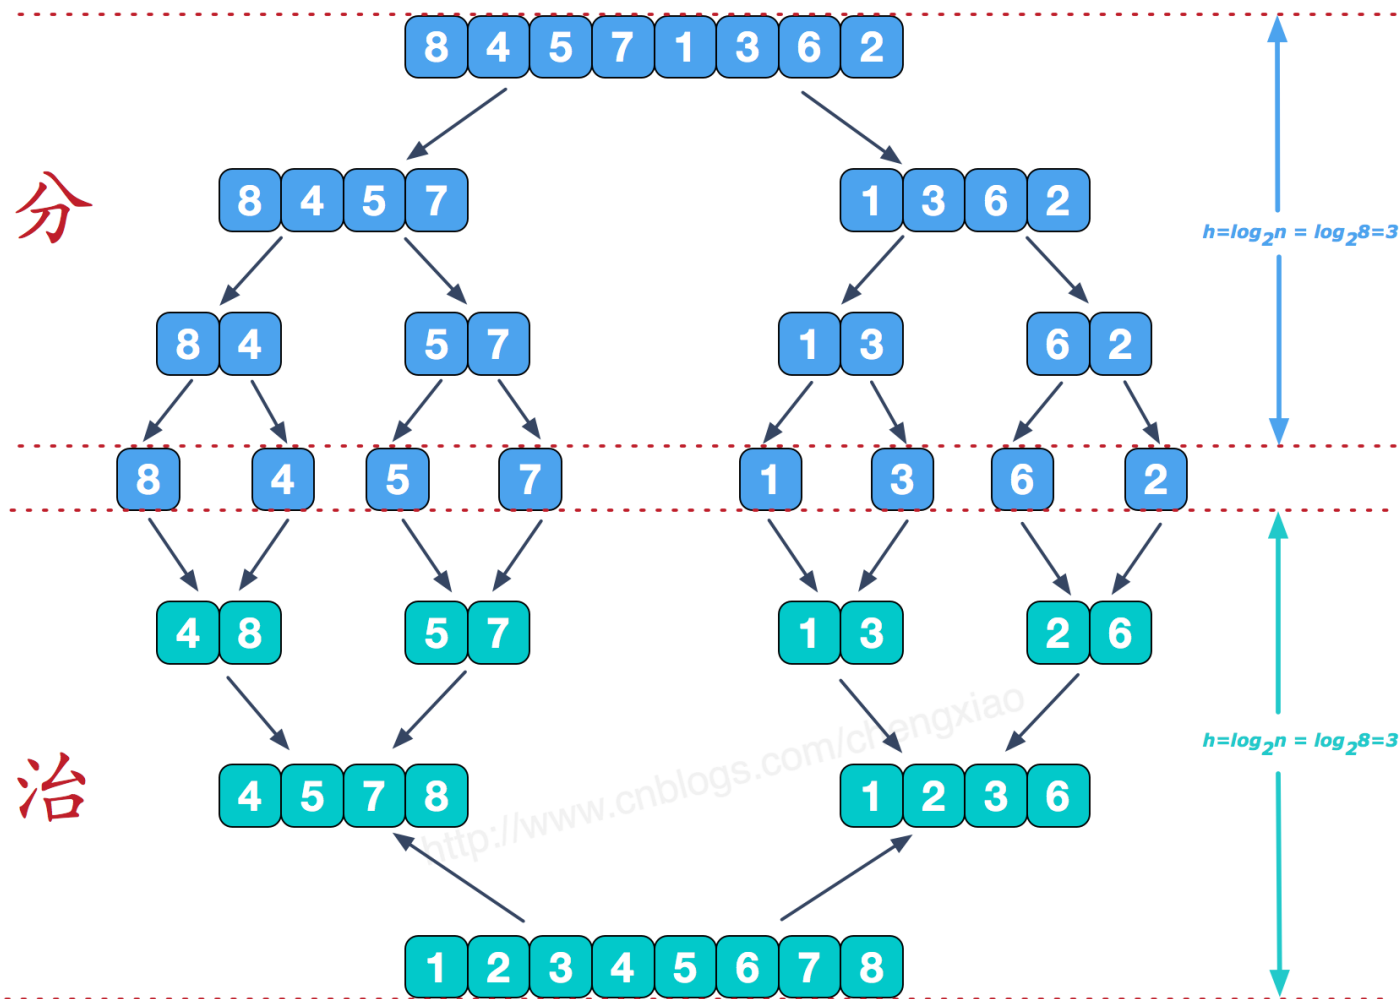 8 4 5 7 1 3 6 2
分
8 4 5 7 1 3 6 2
h=log₂n = log₂8=3
8 4 5 7 1 3 6 2
8 4 5 7 1 3 6 2
4 8 5 7 1 3 2 6
治
h=log₂n = log₂8=3
4 5 7 8 1 2 3 6
http://www.cnblogs.com/chengxiao
1 2 3 4 5 6 7 8